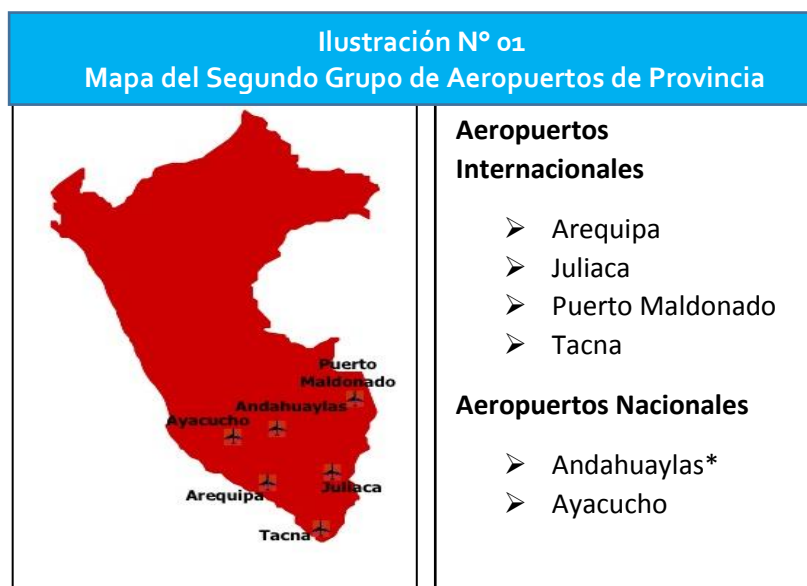 Ilustración N° 01
Mapa del Segundo Grupo de Aeropuertos de Provincia
Puerto
Maldonado
Andahuaylas
Ayacucho
Arequipa
Juliaca
Tacna
Aeropuertos
Internacionales
➢ Arequipa
➢ Juliaca
➢ Puerto Maldonado
➢ Tacna
Aeropuertos Nacionales
➢ Andahuaylas*
➢ Ayacucho